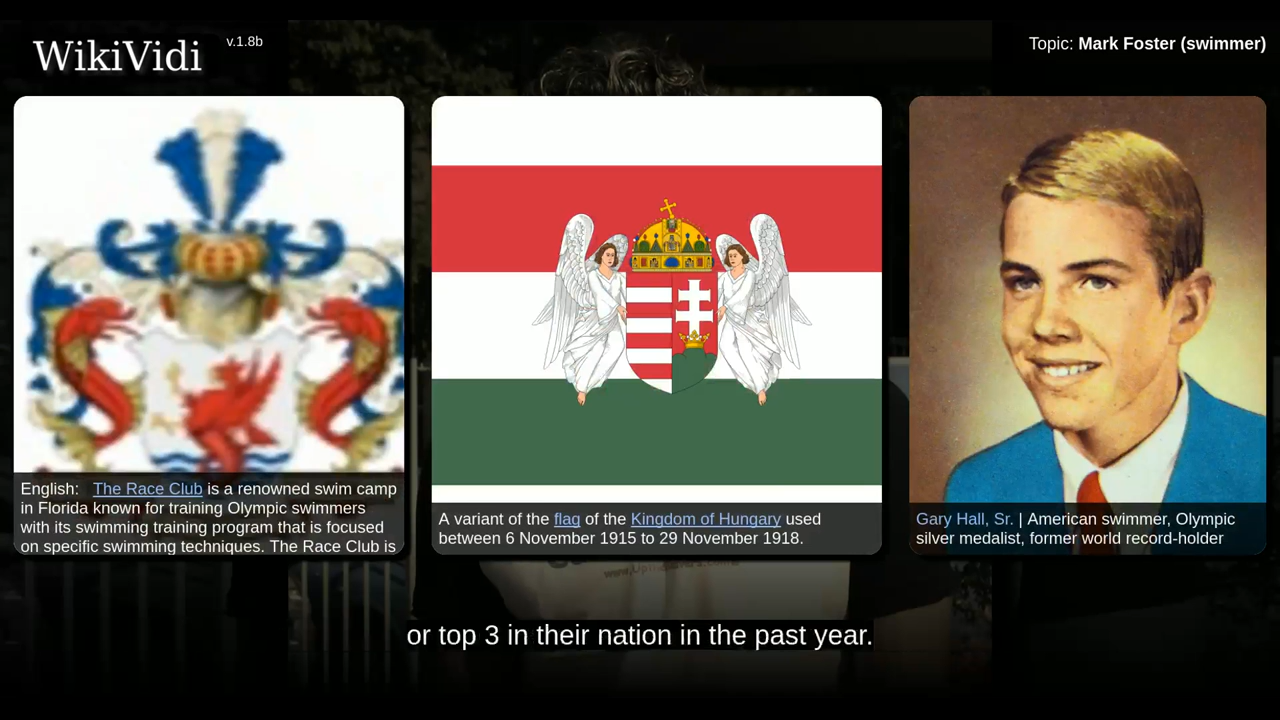 WikiVidi
v.1.8b
Topic: Mark Foster (swimmer)
English: The Race Club is a renowned swim camp
in Florida known for training Olympic swimmers
with its swimming training program that is focused
on specific swimming techniques. The Race Club is
A variant of the flag of the Kingdom of Hungary used
between 6 November 1915 to 29 November 1918.
Gary Hall, Sr. | American swimmer, Olympic
silver medalist, former world record-holder
or top 3 in their nation in the past year.